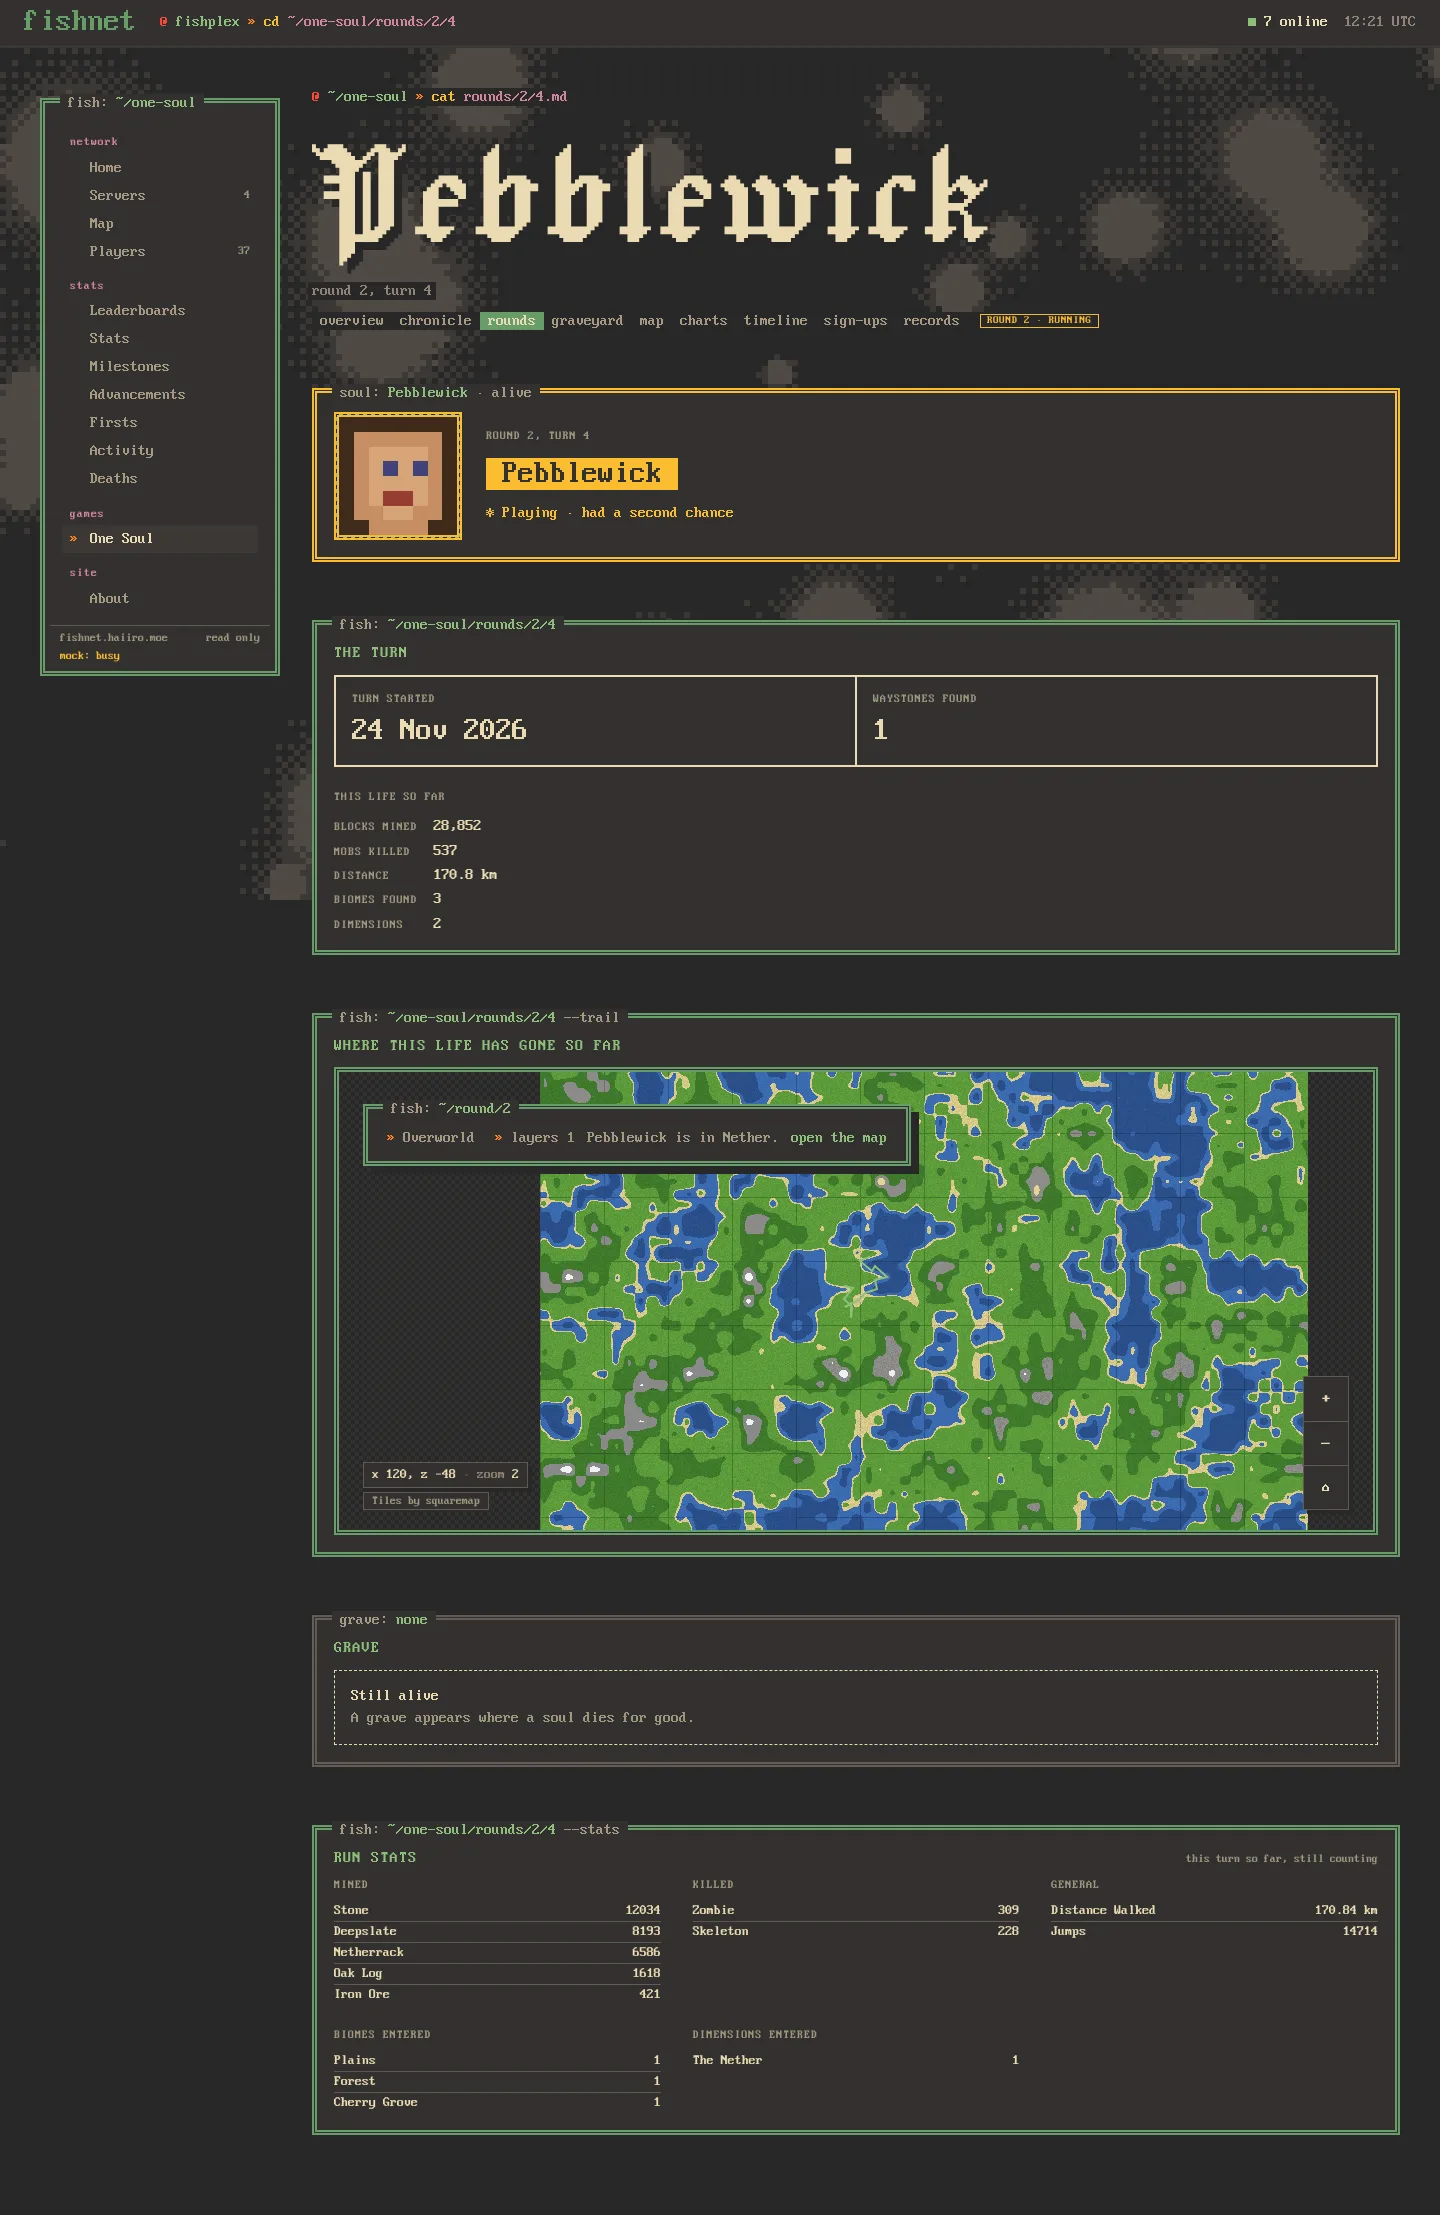 fishnet @ fishplex » cd ~/one-soul/rounds/2/4 7 online 12:21 UTC
fish: ~/one-soul
network
Home
Servers 4
Map
Players 37
stats
Leaderboards
Stats
Milestones
Advancements
Firsts
Activity
Deaths
games
» One Soul
site
About
fishnet.haiiro.moe read only
mock: busy
@ ~/one-soul » cat rounds/2/4.md
Pebblewick
round 2, turn 4
overview chronicle rounds graveyard map charts timeline sign-ups records ROUND 2 · RUNNING
soul: Pebblewick · alive
ROUND 2, TURN 4
Pebblewick
* Playing · had a second chance
fish: ~/one-soul/rounds/2/4
THE TURN
TURN STARTED
24 Nov 2026
WAYSTONES FOUND
1
THIS LIFE SO FAR
BLOCKS MINED 28,852
MOBS KILLED 537
DISTANCE 170.8 km
BIOMES FOUND 3
DIMENSIONS 2
fish: ~/one-soul/rounds/2/4 --trail
WHERE THIS LIFE HAS GONE SO FAR
fish: ~/round/2
» Overworld » layers 1 Pebblewick is in Nether. open the map
+
−
x 120, z -48 · zoom 2
Tiles by squaremap
grave: none
GRAVE
Still alive
A grave appears where a soul dies for good.
fish: ~/one-soul/rounds/2/4 --stats
RUN STATS this turn so far, still counting
MINED
Stone 12034
Deepslate 8193
Netherrack 6586
Oak Log 1618
Iron Ore 421
KILLED
Zombie 309
Skeleton 228
GENERAL
Distance Walked 170.84 km
Jumps 14714
BIOMES ENTERED
Plains 1
Forest 1
Cherry Grove 1
DIMENSIONS ENTERED
The Nether 1